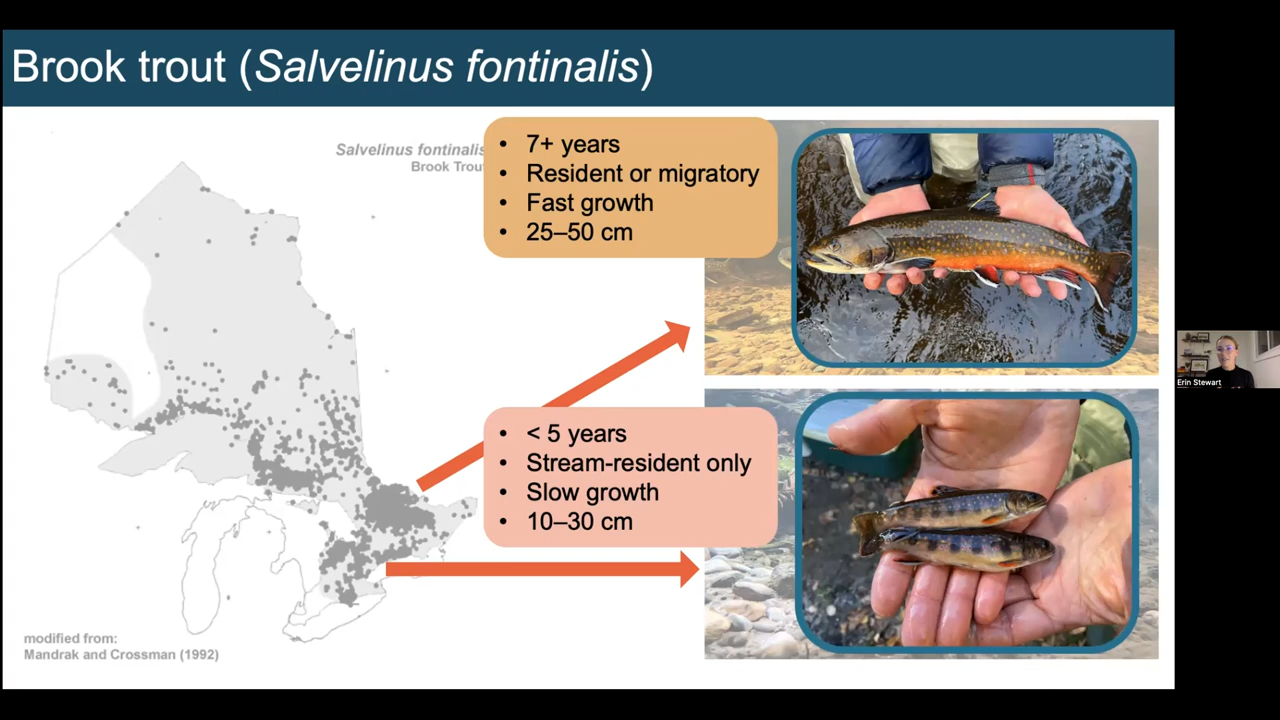 Brook trout (Salvelinus fontinalis)
Salvelinus fontinalis
Brook Trout
• 7+ years
• Resident or migratory
• Fast growth
• 25–50 cm
• < 5 years
• Stream-resident only
• Slow growth
• 10–30 cm
modified from:
Mandrak and Crossman (1992)
Erin Stewart